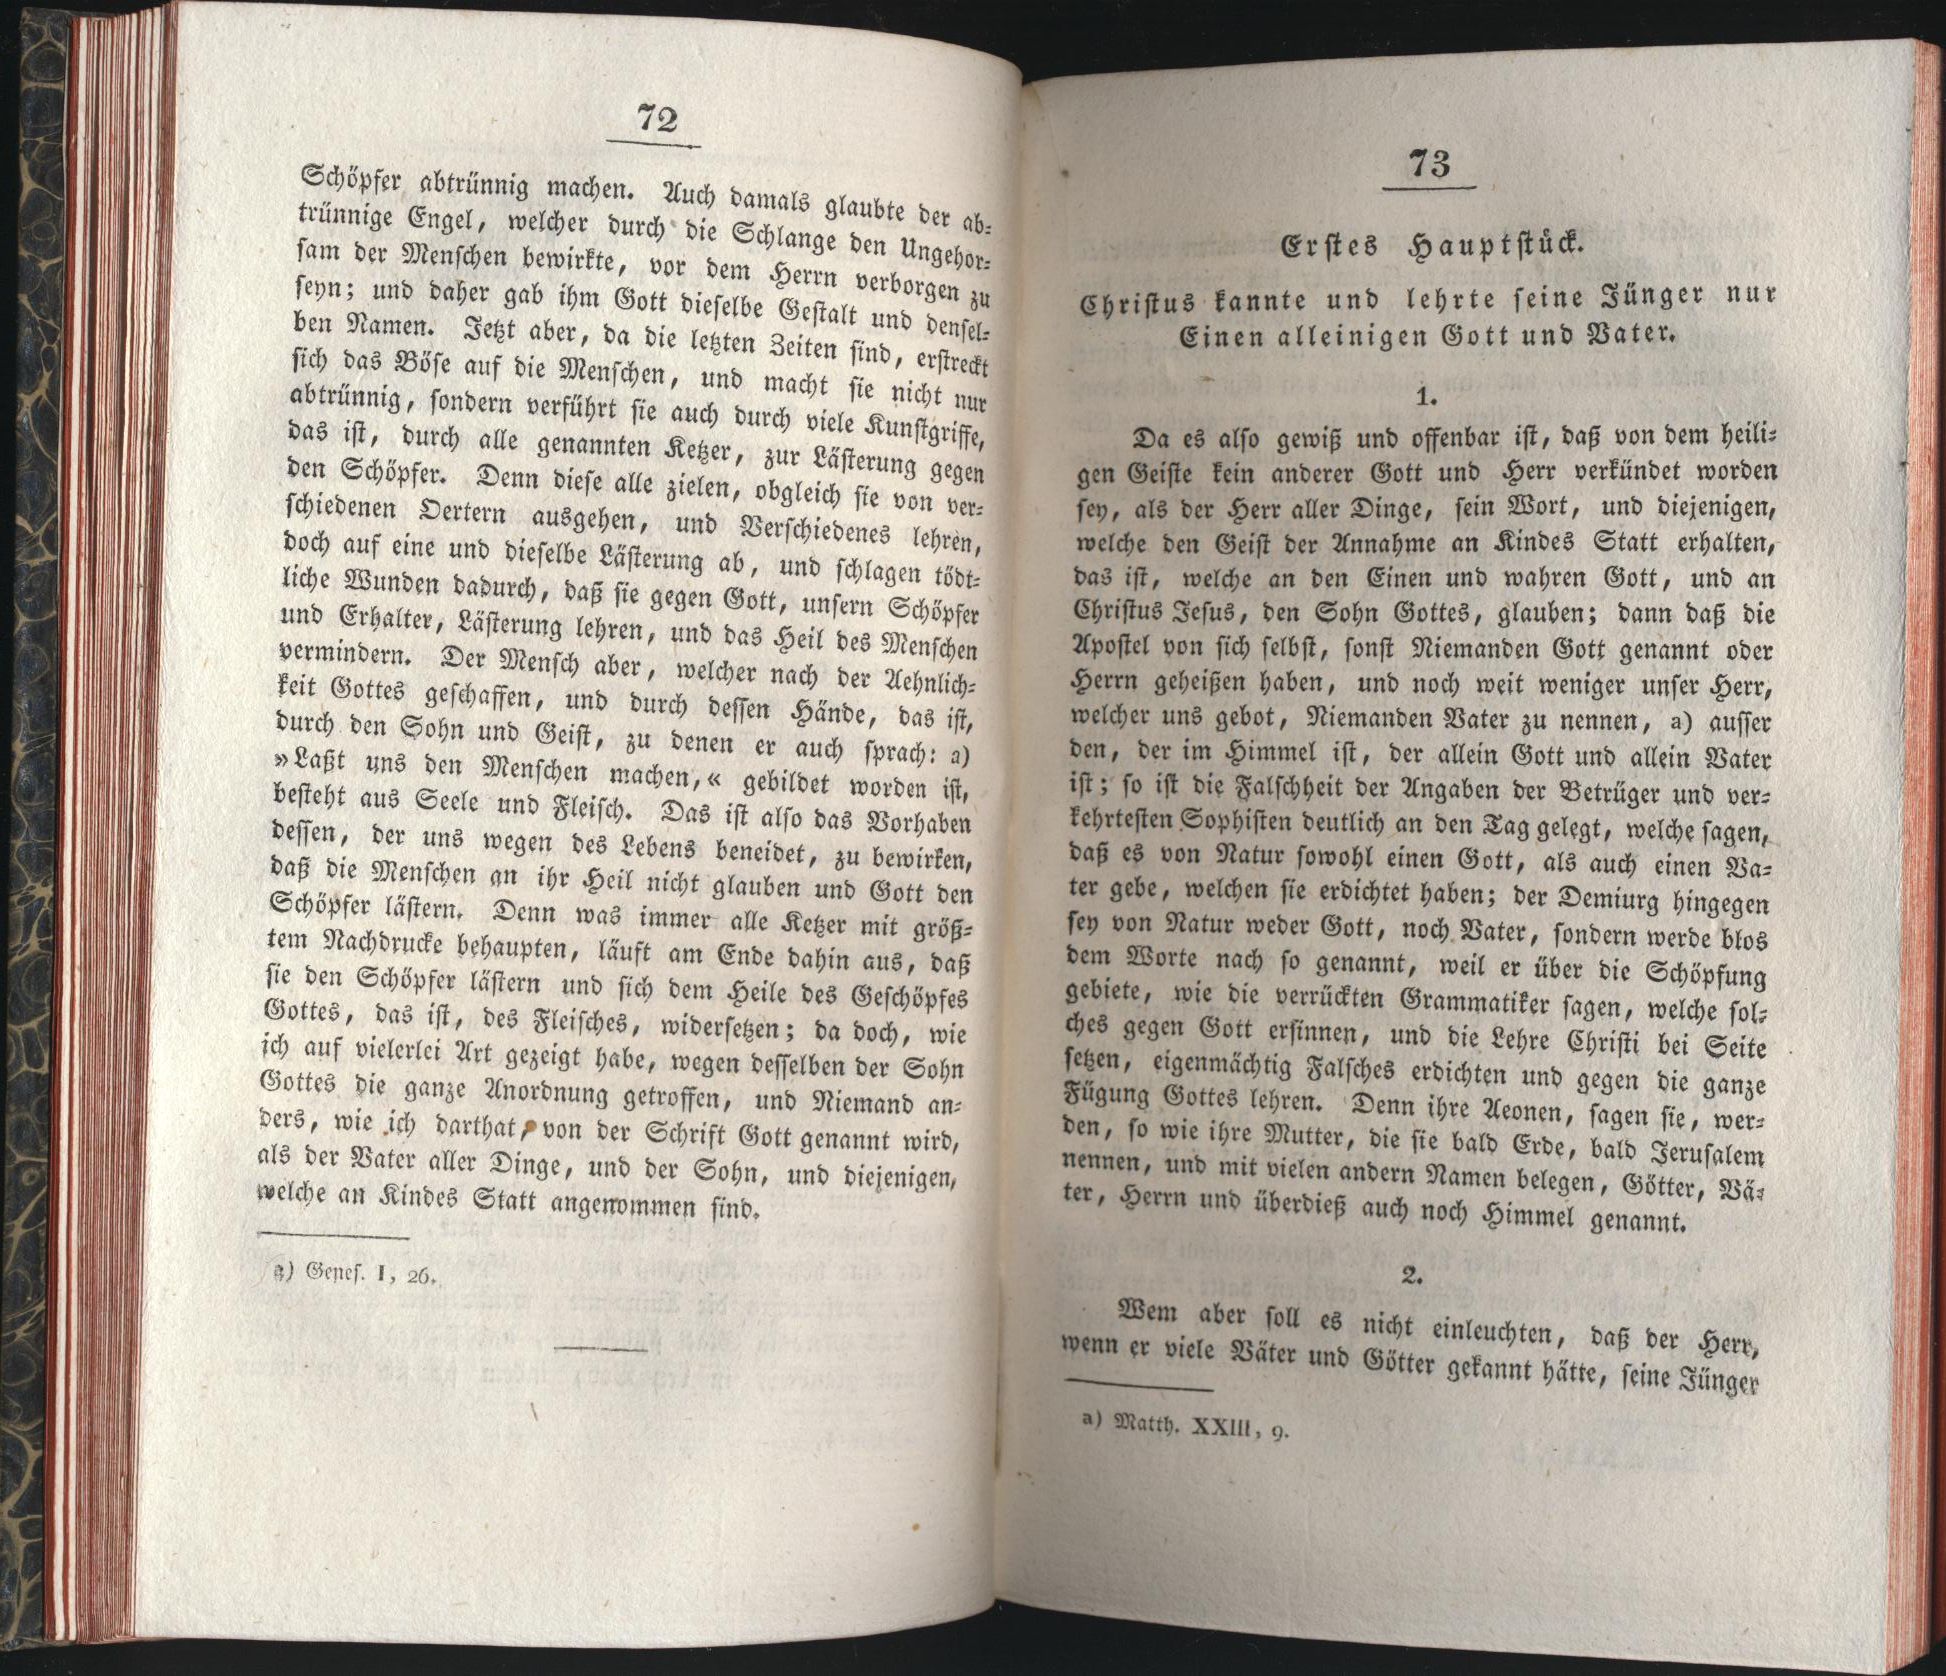 72
Schöpfer abtrünnig machen. Auch damals glaubte der ab-
trünnige Engel, welcher durch die Schlange den Ungehor-
sam der Menschen bewirkte, vor dem Herrn verborgen zu
seyn; und daher gab ihm Gott dieselbe Gestalt und densel-
ben Namen. Jetzt aber, da die letzten Zeiten sind, erstreckt
sich das Böse auf die Menschen, und macht sie nicht nur
abtrünnig, sondern verführt sie auch durch viele Kunstgriffe,
das ist, durch alle genannten Ketzer, zur Lästerung gegen
den Schöpfer. Denn diese alle zielen, obgleich sie von ver-
schiedenen Oertern ausgehen, und Verschiedenes lehren,
doch auf eine und dieselbe Lästerung ab, und schlagen tödt-
liche Wunden dadurch, daß sie gegen Gott, unsern Schöpfer
und Erhalter, Lästerung lehren, und das Heil des Menschen
vermindern. Der Mensch aber, welcher nach der Aehnlich-
keit Gottes geschaffen, und durch dessen Hände, das ist,
durch den Sohn und Geist, zu denen er auch sprach: a)
»Laßt uns den Menschen machen,« gebildet worden ist,
besteht aus Seele und Fleisch. Das ist also das Vorhaben
dessen, der uns wegen des Lebens beneidet, zu bewirken,
daß die Menschen an ihr Heil nicht glauben und Gott den
Schöpfer lästern. Denn was immer alle Ketzer mit größ-
tem Nachdrucke behaupten, läuft am Ende dahin aus, daß
sie den Schöpfer lästern und sich dem Heile des Geschöpfes
Gottes, das ist, des Fleisches, widersetzen; da doch, wie
ich auf vielerlei Art gezeigt habe, wegen desselben der Sohn
Gottes die ganze Anordnung getroffen, und Niemand an-
ders, wie ich darthat, von der Schrift Gott genannt wird,
als der Vater aller Dinge, und der Sohn, und diejenigen,
welche an Kindes Statt angenommen sind.
a) Genes. I, 26.
73
Erstes Hauptstück.
Christus kannte und lehrte seine Jünger nur
Einen alleinigen Gott und Vater.
1.
Da es also gewiß und offenbar ist, daß von dem heili-
gen Geiste kein anderer Gott und Herr verkündet worden
sey, als der Herr aller Dinge, sein Wort, und diejenigen,
welche den Geist der Annahme an Kindes Statt erhalten,
das ist, welche an den Einen und wahren Gott, und an
Christus Jesus, den Sohn Gottes, glauben; dann daß die
Apostel von sich selbst, sonst Niemanden Gott genannt oder
Herrn geheißen haben, und noch weit weniger unser Herr,
welcher uns gebot, Niemanden Vater zu nennen, a) ausser
den, der im Himmel ist, der allein Gott und allein Vater
ist; so ist die Falschheit der Angaben der Betrüger und ver-
kehrtesten Sophisten deutlich an den Tag gelegt, welche sagen,
daß es von Natur sowohl einen Gott, als auch einen Va-
ter gebe, welchen sie erdichtet haben; der Demiurg hingegen
sey von Natur weder Gott, noch Vater, sondern werde blos
dem Worte nach so genannt, weil er über die Schöpfung
gebiete, wie die verrückten Grammatiker sagen, welche sol-
ches gegen Gott ersinnen, und die Lehre Christi bei Seite
setzen, eigenmächtig Falsches erdichten und gegen die ganze
Fügung Gottes lehren. Denn ihre Aeonen, sagen sie, wer-
den, so wie ihre Mutter, die sie bald Erde, bald Jerusalem
nennen, und mit vielen andern Namen belegen, Götter, Vä-
ter, Herrn und überdieß auch noch Himmel genannt.
2.
Wem aber soll es nicht einleuchten, daß der Herr,
wenn er viele Väter und Götter gekannt hätte, seine Jünger
a) Matth. XXIII, 9.